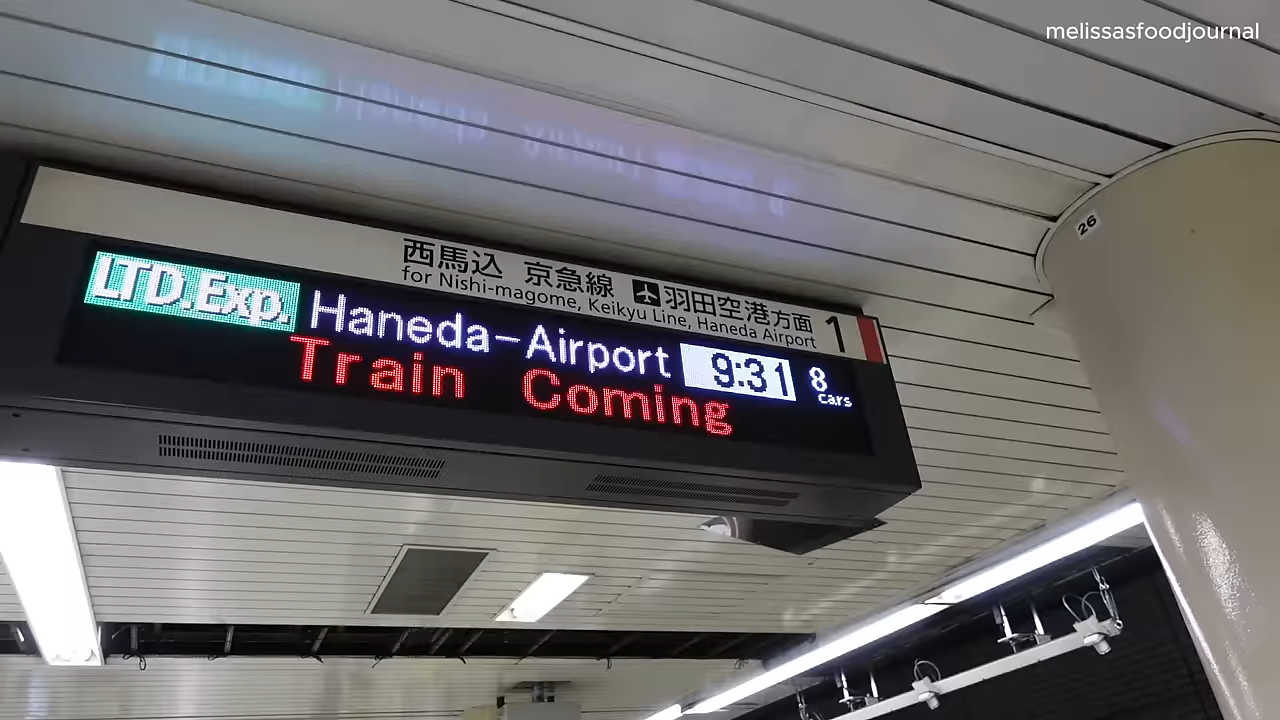 melissasfoodjournal
26
西馬込 京急線 羽田空港方面 1
for Nishi-magome, Keikyu Line, Haneda Airport
LTD.Exp. Haneda-Airport 9:31 8 cars
Train Coming